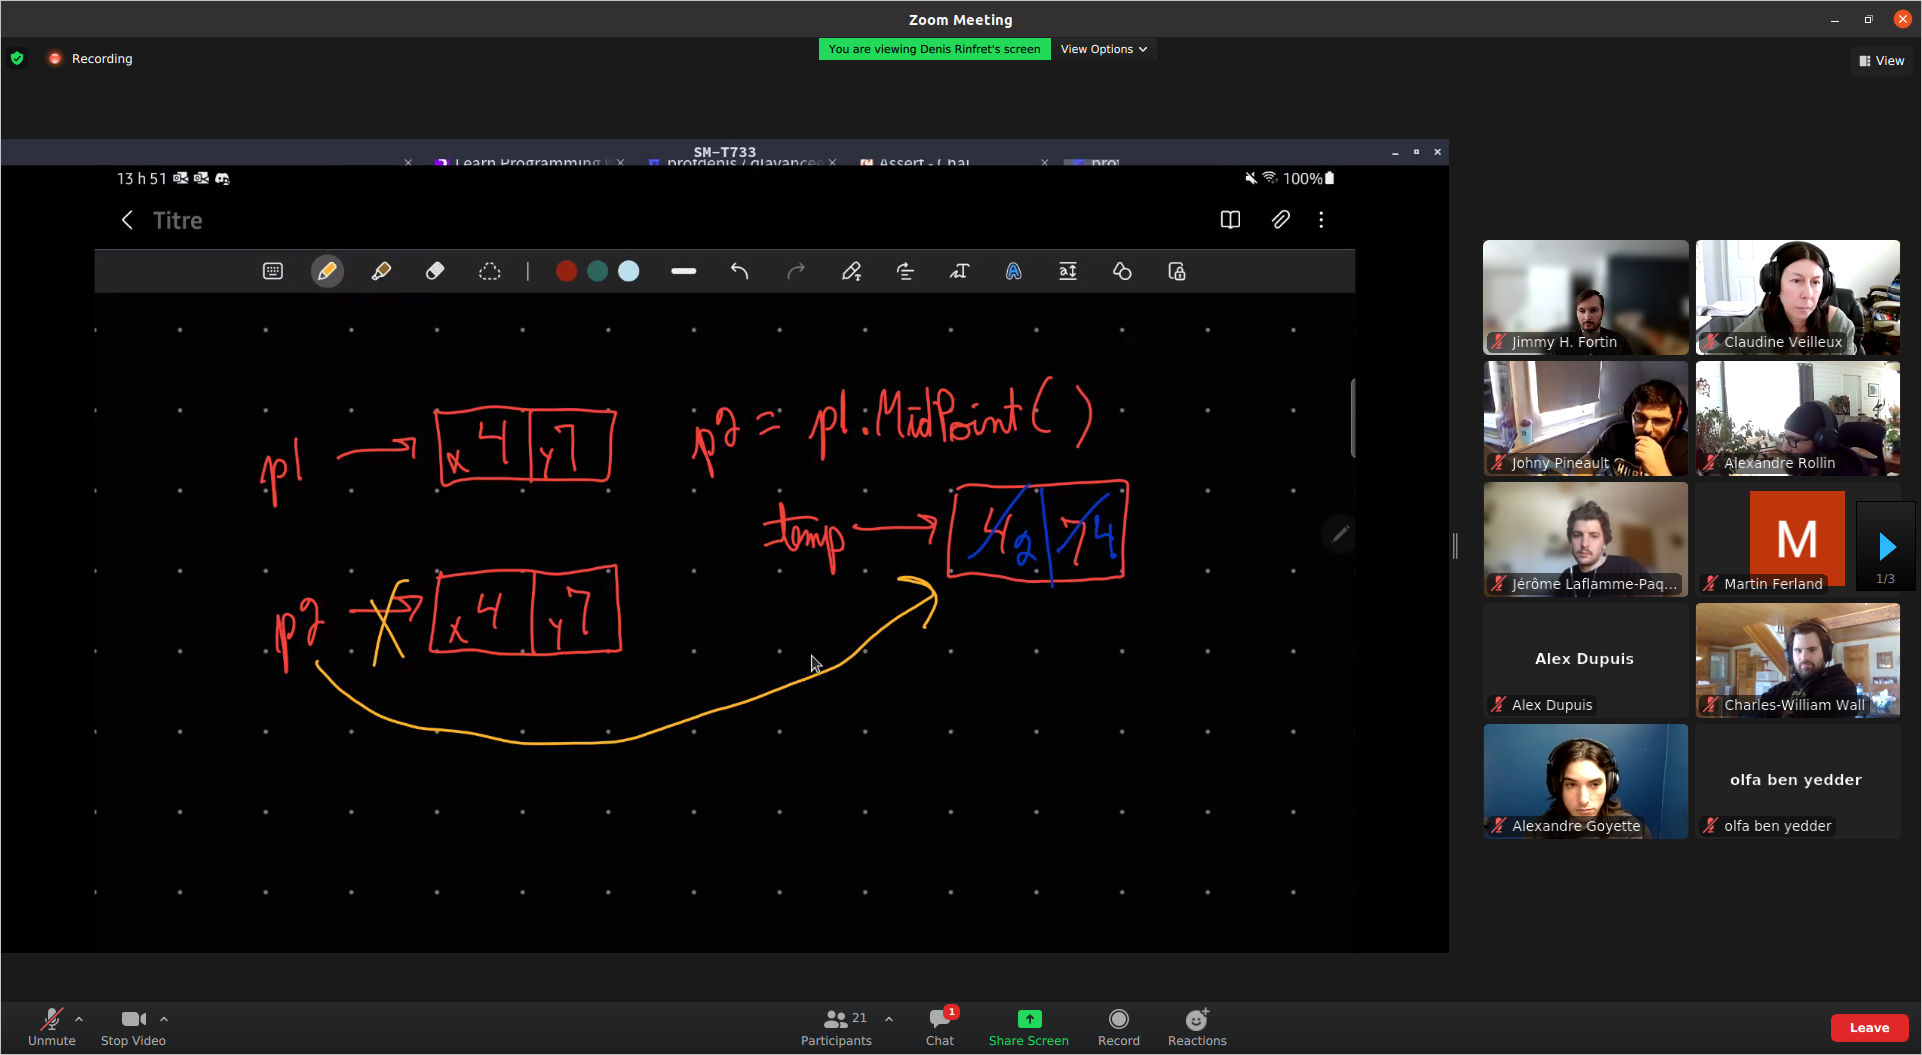 Zoom Meeting
Recording
You are viewing Denis Rinfret's screen
View Options
View
SM-T733
Learn Programming
profdenis / qlavancee
Assert - Chai
pro
13 h 51
100%
Titre
p2 = p1.MidPoint( )
p1
x 4
y 7
temp
4 2
7 4
p2
x 4
y 7
Jimmy H. Fortin
Claudine Veilleux
Johny Pineault
Alexandre Rollin
M
Jérôme Laflamme-Paq...
Martin Ferland
1/3
Alex Dupuis
Alex Dupuis
Charles-William Wall
olfa ben yedder
Alexandre Goyette
olfa ben yedder
Unmute
Stop Video
21
Participants
1
Chat
Share Screen
Record
Reactions
Leave